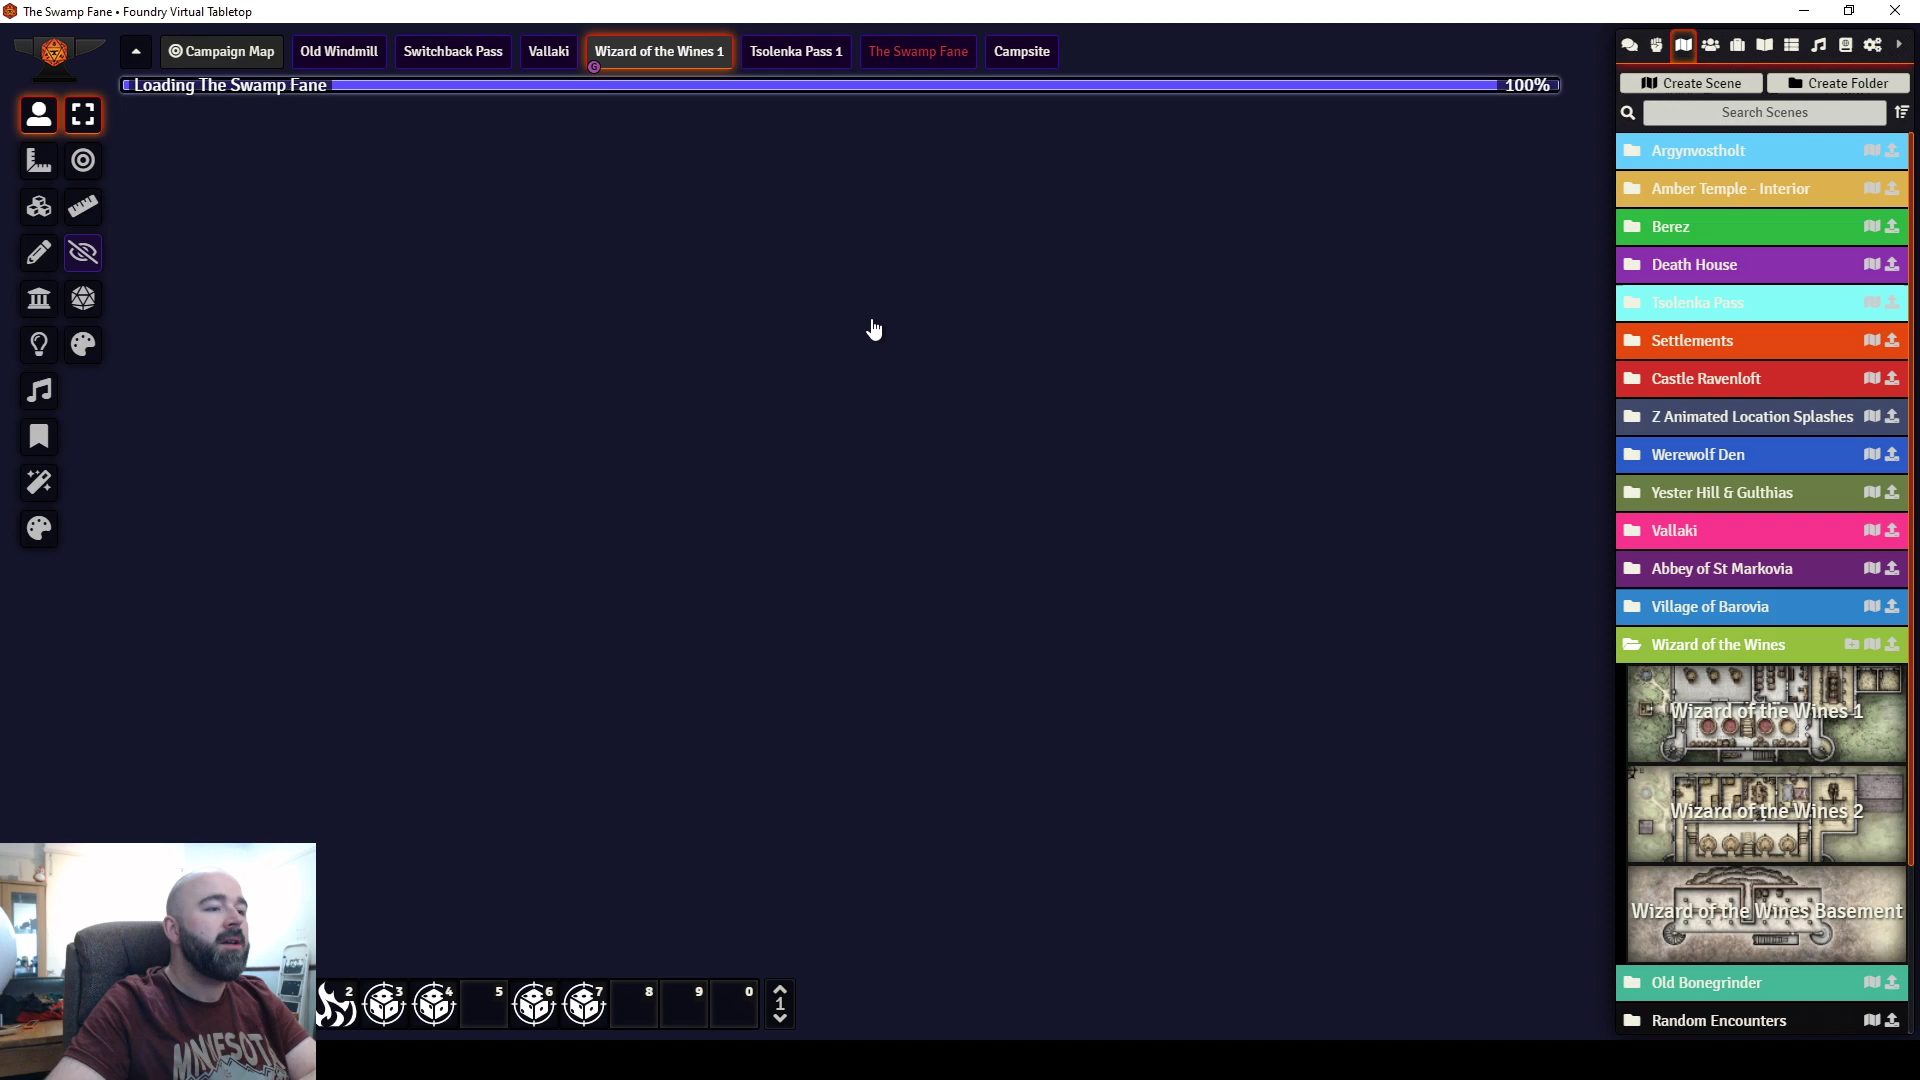 The Swamp Fane • Foundry Virtual Tabletop
Campaign Map
Old Windmill
Switchback Pass
Vallaki
Wizard of the Wines 1
G
Tsolenka Pass 1
The Swamp Fane
Campsite
Loading The Swamp Fane
100%
Create Scene
Create Folder
Search Scenes
Argynvostholt
Amber Temple - Interior
Berez
Death House
Tsolenka Pass
Settlements
Castle Ravenloft
Z Animated Location Splashes
Werewolf Den
Yester Hill & Gulthias
Vallaki
Abbey of St Markovia
Village of Barovia
Wizard of the Wines
Wizard of the Wines 1
Wizard of the Wines 2
Wizard of the Wines Basement
Old Bonegrinder
Random Encounters
2
3
4
5
6
7
8
9
0
1
MINNESOTA